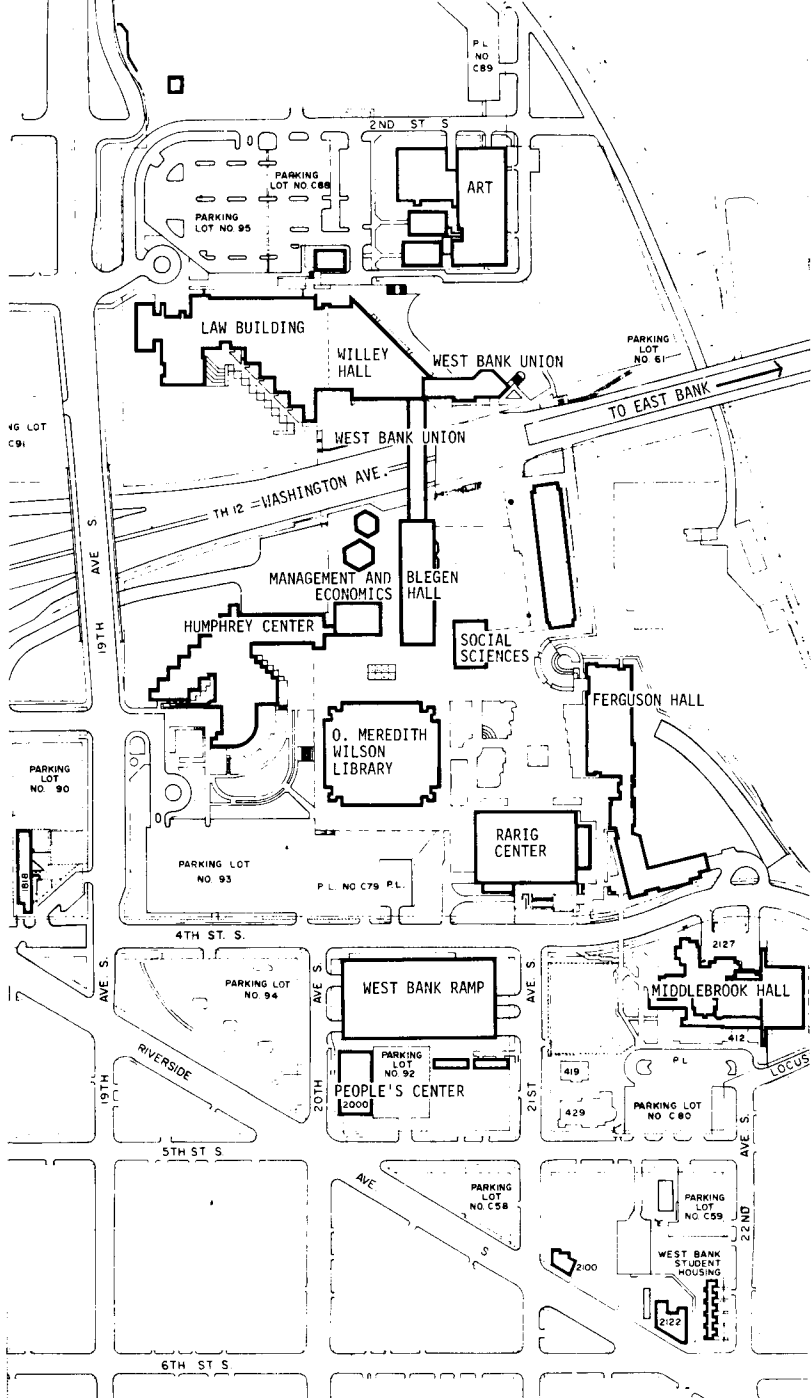 P L
NO
C89
2ND ST S
PARKING
LOT NO. C88
ART
PARKING
LOT NO. 95
LAW BUILDING
WILLEY
HALL
WEST BANK UNION
PARKING
LOT
NO. 61
TO EAST BANK
NG LOT
C91
WEST BANK UNION
TH 12 - WASHINGTON AVE.
19TH AVE S.
MANAGEMENT AND
ECONOMICS
BLEGEN
HALL
HUMPHREY CENTER
SOCIAL
SCIENCES
FERGUSON HALL
O. MEREDITH
WILSON
LIBRARY
PARKING
LOT
NO. 90
1818
RARIG
CENTER
PARKING LOT
NO. 93
P. L. NO C79
P.L.
4TH ST. S.
2127
PARKING LOT
NO. 94
WEST BANK RAMP
MIDDLEBROOK HALL
19TH AVE S.
20TH AVE S.
21ST AVE S.
412
RIVERSIDE
PARKING
LOT
NO. 92
PEOPLE'S CENTER
2000
419
429
P L
LOCUS
PARKING LOT
NO C80
5TH ST S
22ND AVE S.
AVE S
PARKING
LOT
NO. C58
PARKING
LOT
NO. C59
WEST BANK
STUDENT
HOUSING
2100
2122
6TH ST S.